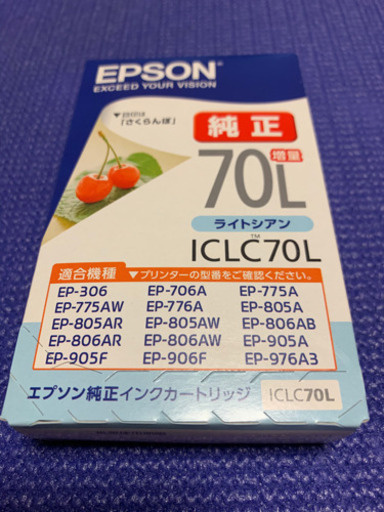 EPSON
EXCEED YOUR VISION
▼目印は
「さくらんぼ」
純正
増量
70L
ライトシアン
ICLC70L
TM
適合機種 ▼プリンターの型番をご確認ください。
EP-306 EP-706A EP-775A
EP-775AW EP-776A EP-805A
EP-805AR EP-805AW EP-806AB
EP-806AR EP-806AW EP-905A
EP-905F EP-906F EP-976A3
エプソン純正インクカートリッジ ICLC70L